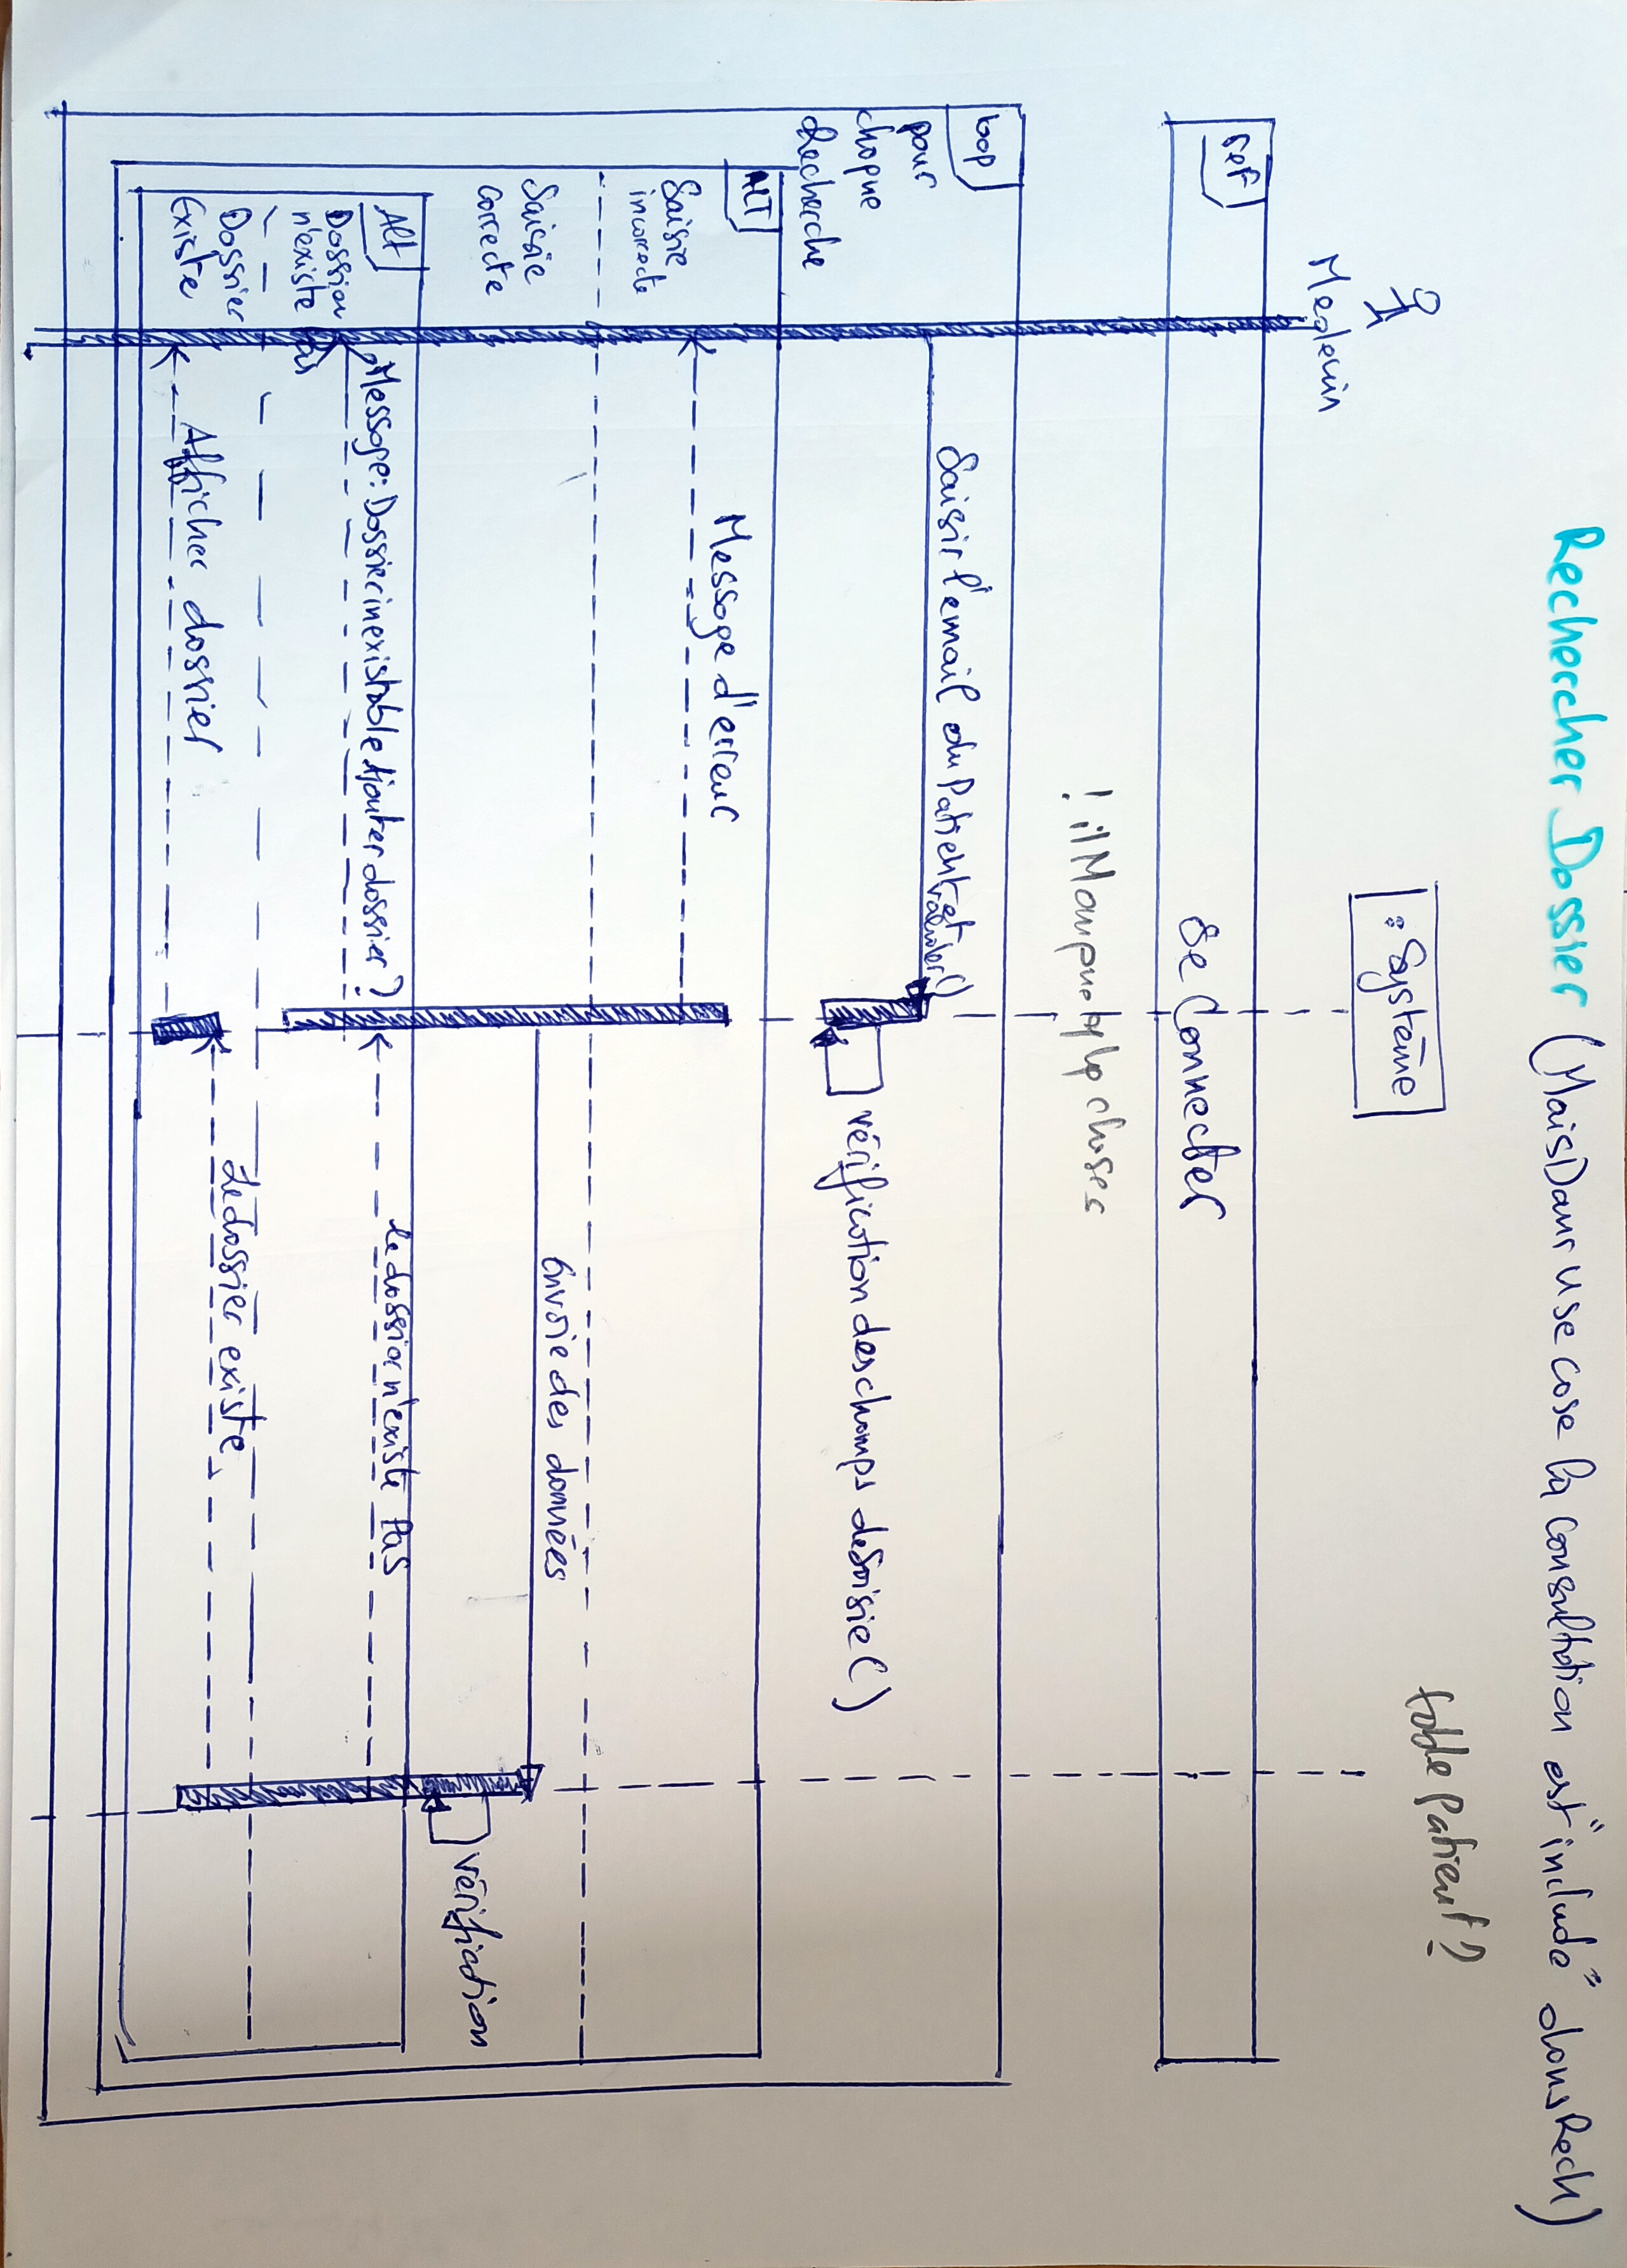 Rechercher Dossier (Mais Dans Use case la consultation est "include" dans Rech)
table patient ?
: Système
Medecin
ref
se Connecter
! il Manque qlq choses
loop
Saisir l'email du Patient et
valider ()
pour
chaque
Recherche
vérification des champs de Saisie ( )
ALT
Message d'erreur
Saisie
incorrecte
Envoie des données
Saisie
Correcte
vérification
Alt
Message : Dossier inexistable Ajouter dossier ?
le dossier n'existe Pas
Dossier
n'existe Pas
Dossier
Existe
Le dossier existe
Afficher dossier